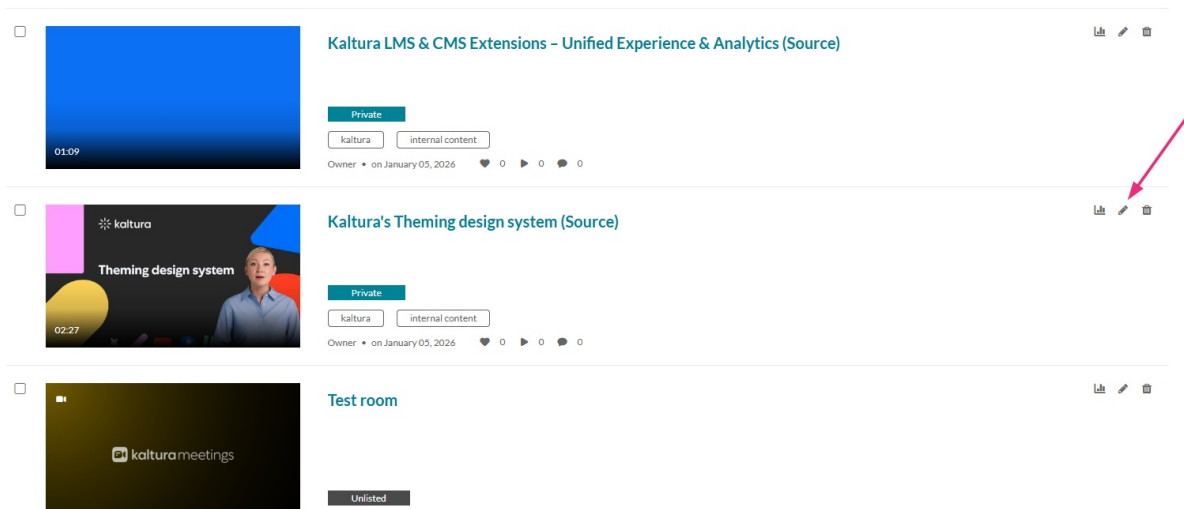 Kaltura LMS & CMS Extensions – Unified Experience & Analytics (Source)
Private
kaltura internal content
01:09
Owner • on January 05, 2026 0 0 0
kaltura
Kaltura's Theming design system (Source)
Theming design system
Private
kaltura internal content
02:27
Owner • on January 05, 2026 0 0 0
Test room
kaltura meetings
Unlisted